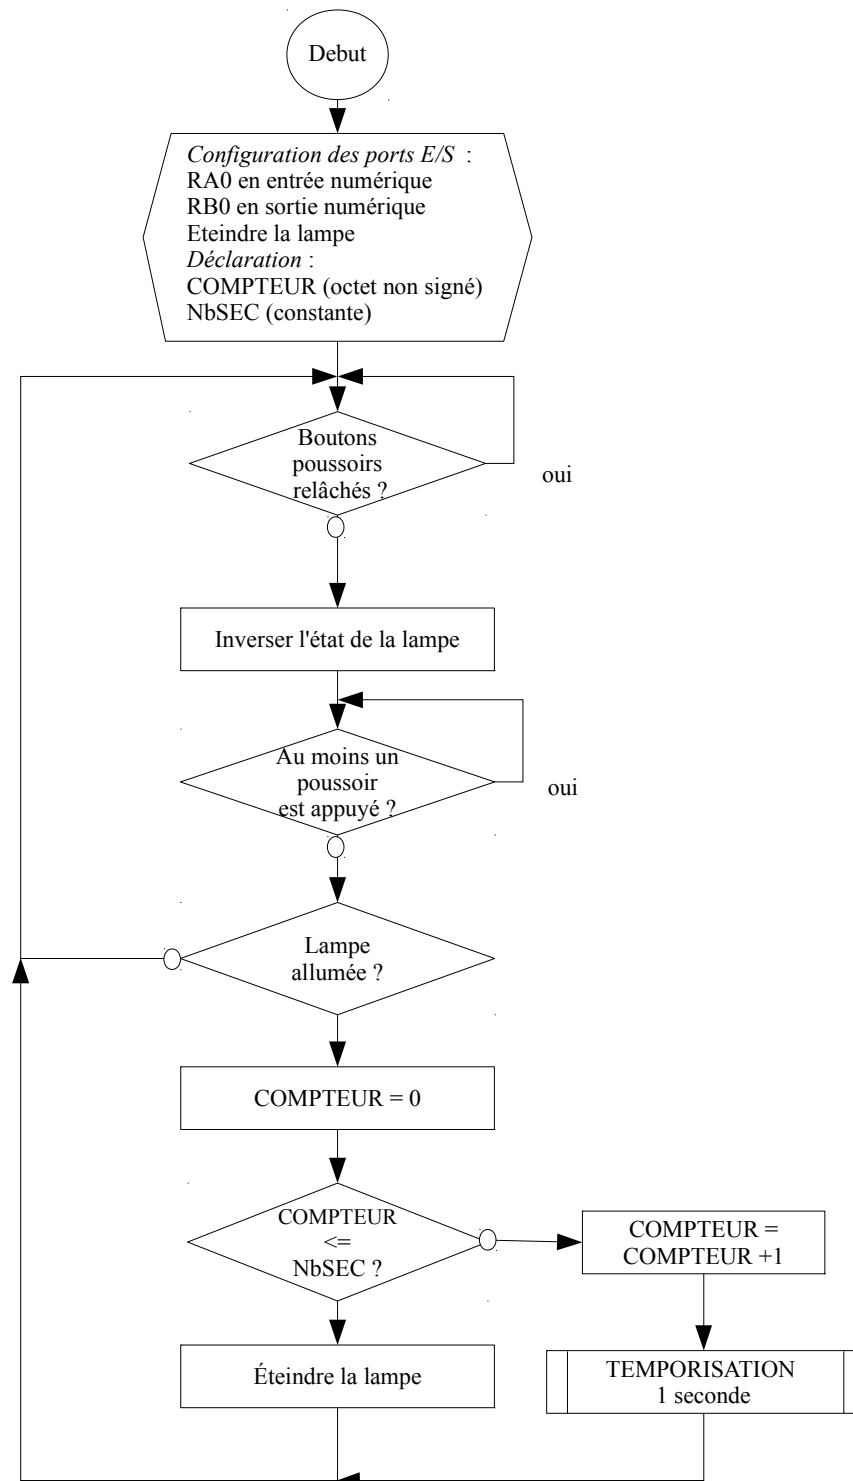 Debut
Configuration des ports E/S :
RA0 en entrée numérique
RB0 en sortie numérique
Eteindre la lampe
Déclaration :
COMPTEUR (octet non signé)
NbSEC (constante)
Boutons
poussoirs
relâchés ?
oui
Inverser l'état de la lampe
Au moins un
poussoir
est appuyé ?
oui
Lampe
allumée ?
COMPTEUR = 0
COMPTEUR
<=
NbSEC ?
COMPTEUR =
COMPTEUR +1
Éteindre la lampe
TEMPORISATION
1 seconde